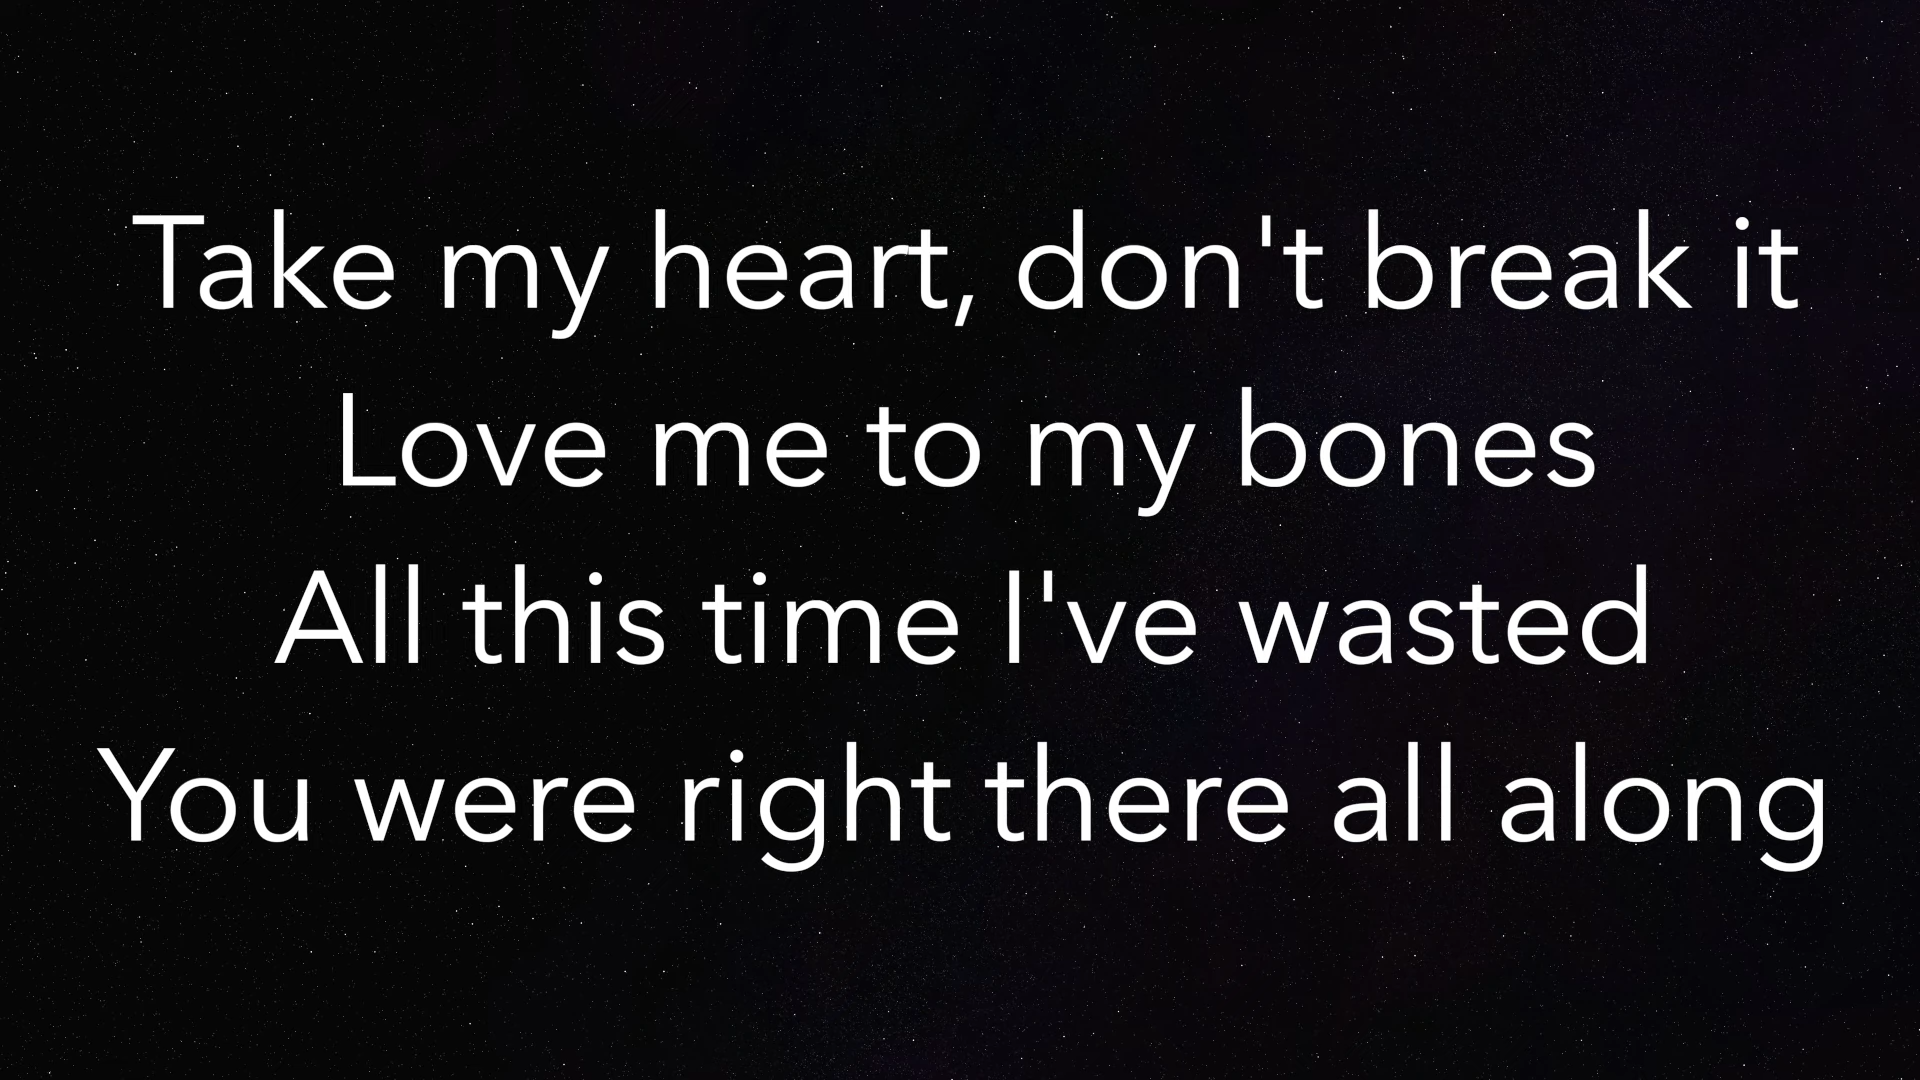 Take my heart, don't break it
Love me to my bones
All this time I've wasted
You were right there all along